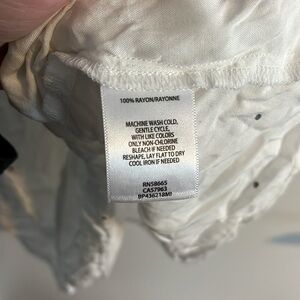 100% RAYON/RAYONNE
MACHINE WASH COLD,
GENTLE CYCLE,
WITH LIKE COLORS
ONLY NON-CHLORINE
BLEACH IF NEEDED
RESHAPE, LAY FLAT TO DRY
COOL IRON IF NEEDED
RN58665
CA57963
BP43621BMJ